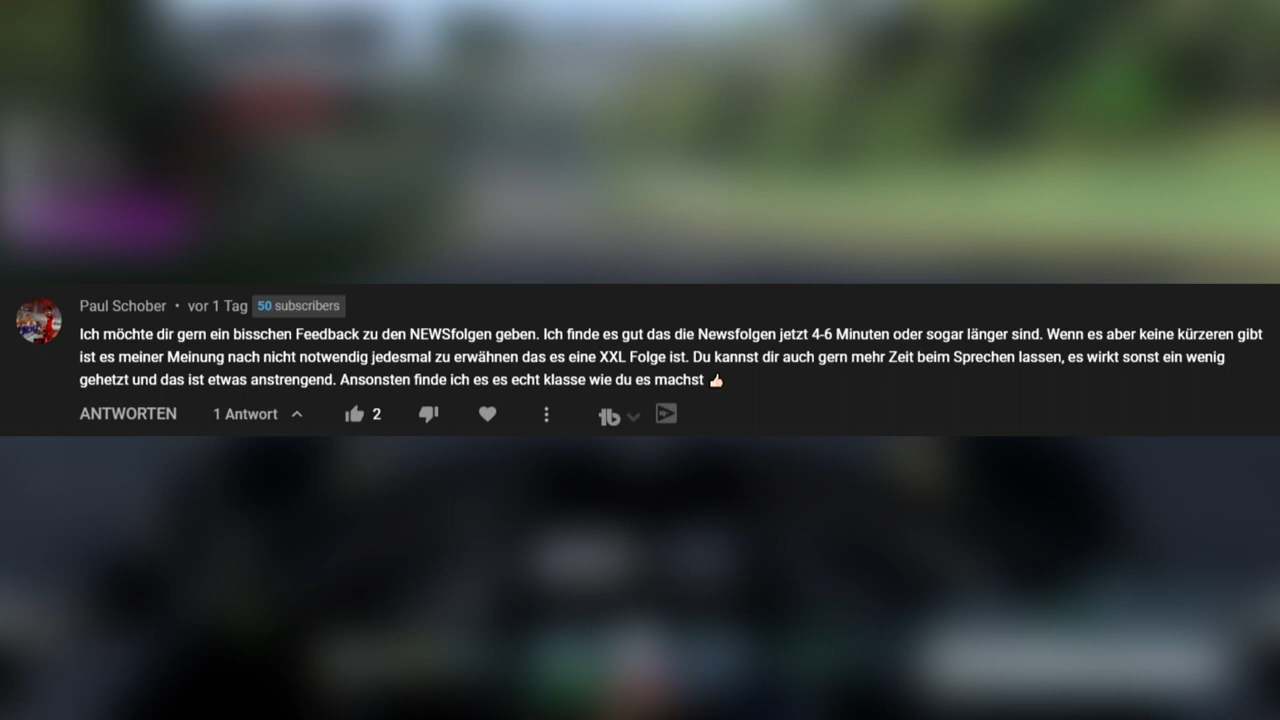 Paul Schober • vor 1 Tag 50 subscribers
Ich möchte dir gern ein bisschen Feedback zu den NEWSfolgen geben. Ich finde es gut das die Newsfolgen jetzt 4-6 Minuten oder sogar länger sind. Wenn es aber keine kürzeren gibt
ist es meiner Meinung nach nicht notwendig jedesmal zu erwähnen das es eine XXL Folge ist. Du kannst dir auch gern mehr Zeit beim Sprechen lassen, es wirkt sonst ein wenig
gehetzt und das ist etwas anstrengend. Ansonsten finde ich es es echt klasse wie du es machst 👍🏻
ANTWORTEN 1 Antwort 2 tb